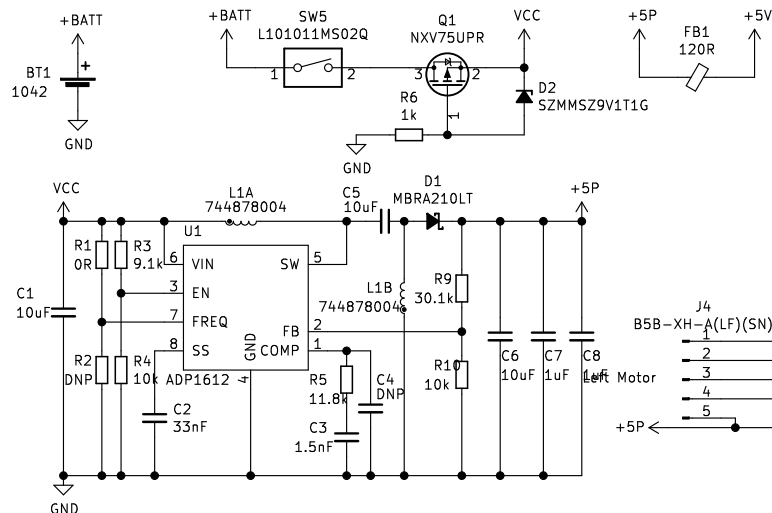 +BATT
BT1
1042
+
GND
+BATT
SW5
L101011MS02Q
1
2
Q1
NXV75UPR
3
2
1
R6
1k
GND
VCC
D2
SZMMSZ9V1T1G
+5P
FB1
120R
+5V
VCC
C1
10uF
R1
0R
R3
9.1k
R2
DNP
R4
10k
L1A
744878004
U1
6
VIN
3
EN
7
FREQ
8
SS
GND
4
SW
5
FB
2
COMP
1
ADP1612
C2
33nF
C5
10uF
D1
MBRA210LT
+5P
L1B
744878004
R9
30.1k
R10
10k
R5
11.8k
C4
DNP
C3
1.5nF
C6
10uF
C7
1uF
C8
1uF
Left Motor
J4
B5B-XH-A(LF)(SN)
1
2
3
4
5
+5P
GND